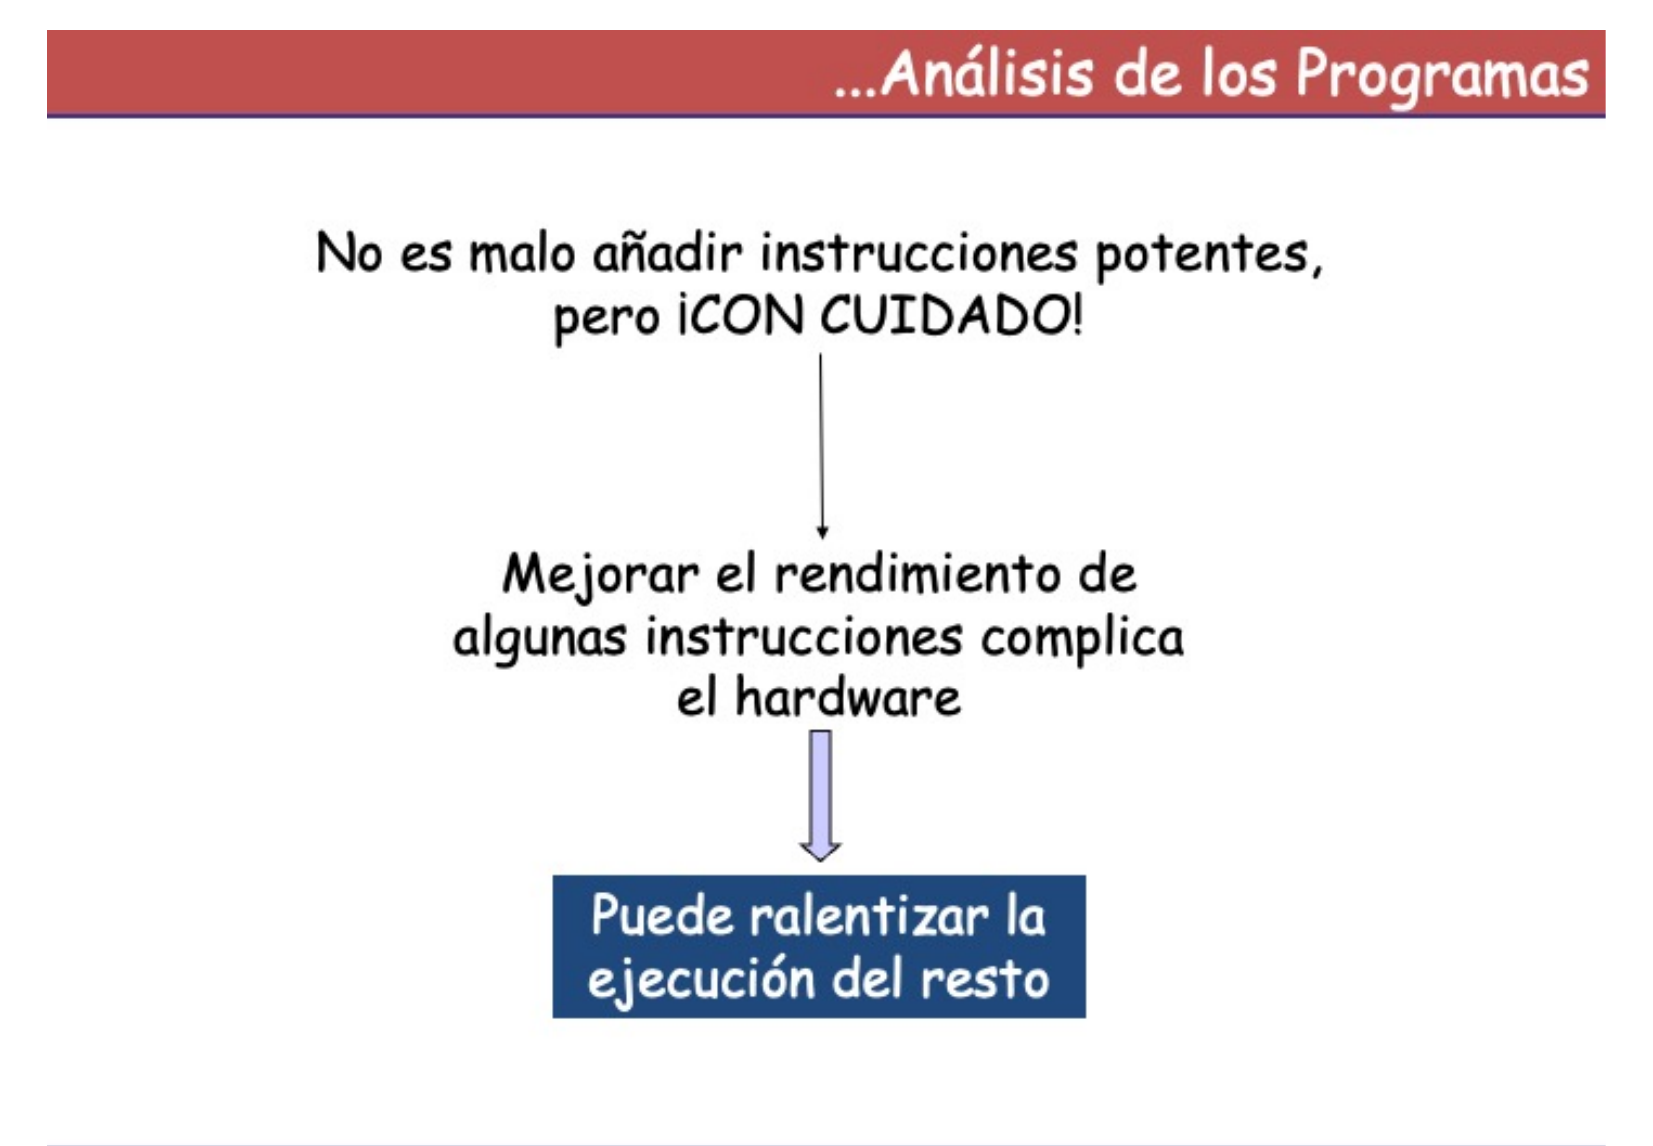 ...Análisis de los Programas
No es malo añadir instrucciones potentes,
pero ¡CON CUIDADO!
Mejorar el rendimiento de
algunas instrucciones complica
el hardware
Puede ralentizar la
ejecución del resto